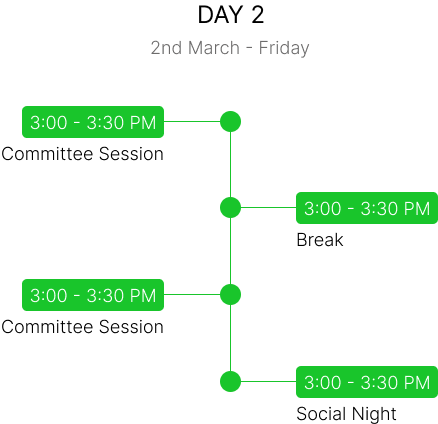 DAY 2
2nd March - Friday
3:00 - 3:30 PM
Committee Session
3:00 - 3:30 PM
Break
3:00 - 3:30 PM
Committee Session
3:00 - 3:30 PM
Social Night